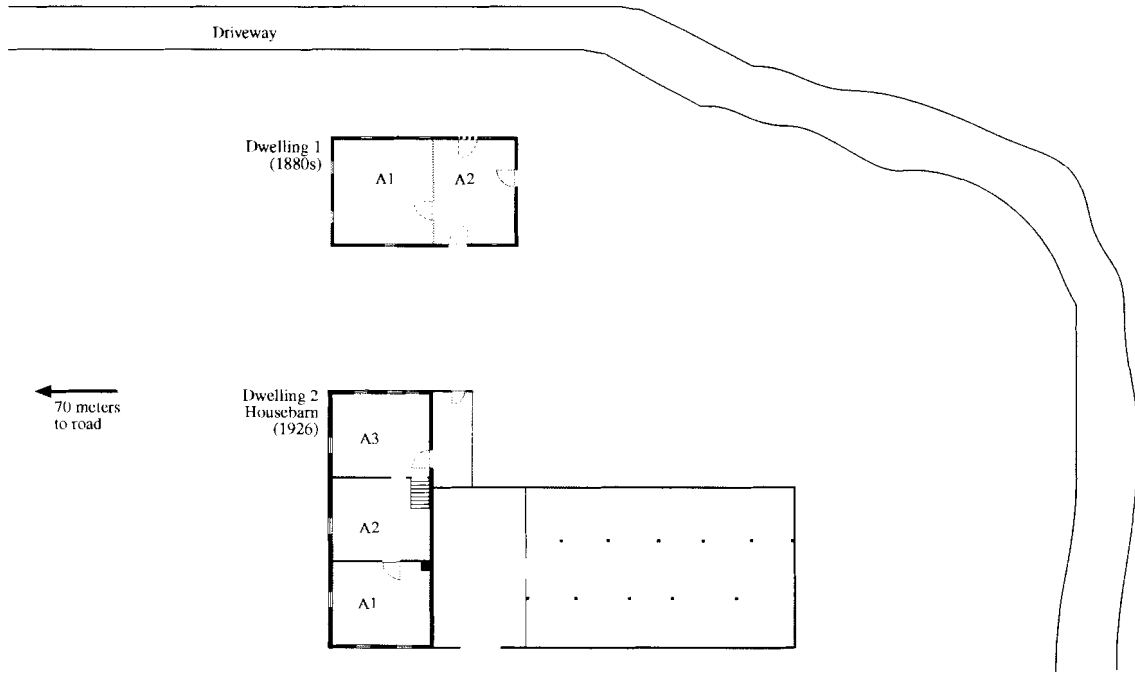 Driveway
Dwelling 1
(1880s)
A1
A2
70 meters
to road
Dwelling 2
Housebarn
(1926)
A3
A2
A1